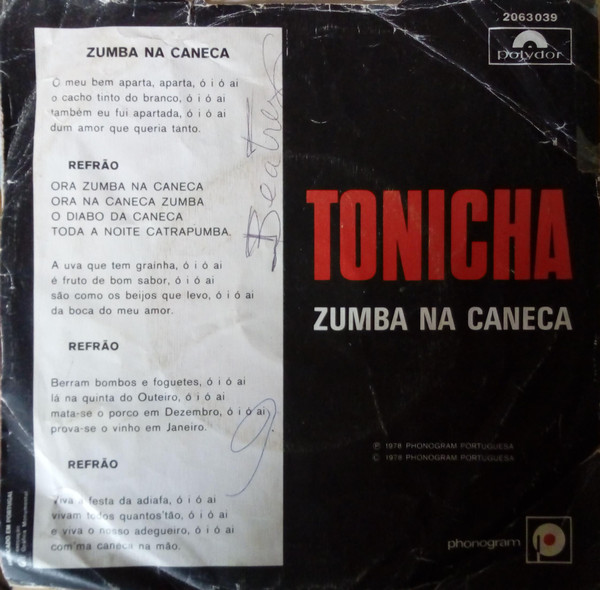 ZUMBA NA CANECA
O meu bem aparta, aparta, ó i ó ai
o cacho tinto do branco, ó i ó ai
também eu fui apartada, ó i ó ai
dum amor que queria tanto.
REFRÃO
ORA ZUMBA NA CANECA
ORA NA CANECA ZUMBA
O DIABO DA CANECA
TODA A NOITE CATRAPUMBA.
A uva que tem grainha, ó i ó ai
é fruto de bom sabor, ó i ó ai
são como os beijos que levo, ó i ó ai
da boca do meu amor.
REFRÃO
Berram bombos e foguetes, ó i ó ai
lá na quinta do Outeiro, ó i ó ai
mata-se o porco em Dezembro, ó i ó ai
prova-se o vinho em Janeiro.
REFRÃO
Viva a festa da adiafa, ó i ó ai
vivam todos quantos'tão, ó i ó ai
e viva o nosso adegueiro, ó i ó ai
com'ma caneca na mão.
Beatrez
2063 039
polydor
TONICHA
ZUMBA NA CANECA
Ⓟ 1978 PHONOGRAM PORTUGUESA
© 1978 PHONOGRAM PORTUGUESA
phonogram
EM PORTUGAL